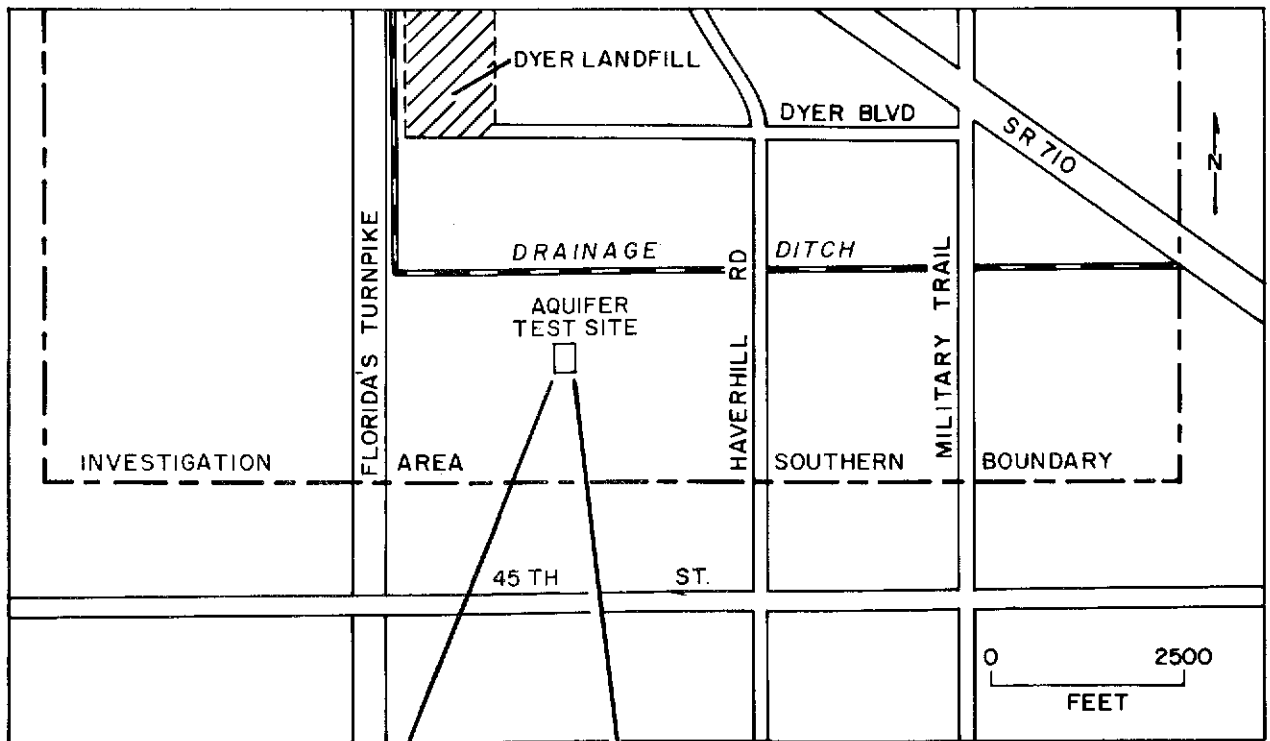 DYER LANDFILL
DYER BLVD
SR 710
N
DRAINAGE DITCH
AQUIFER
TEST SITE
FLORIDA'S TURNPIKE
HAVERHILL RD
MILITARY TRAIL
INVESTIGATION AREA SOUTHERN BOUNDARY
45 TH ST.
0 2500
FEET